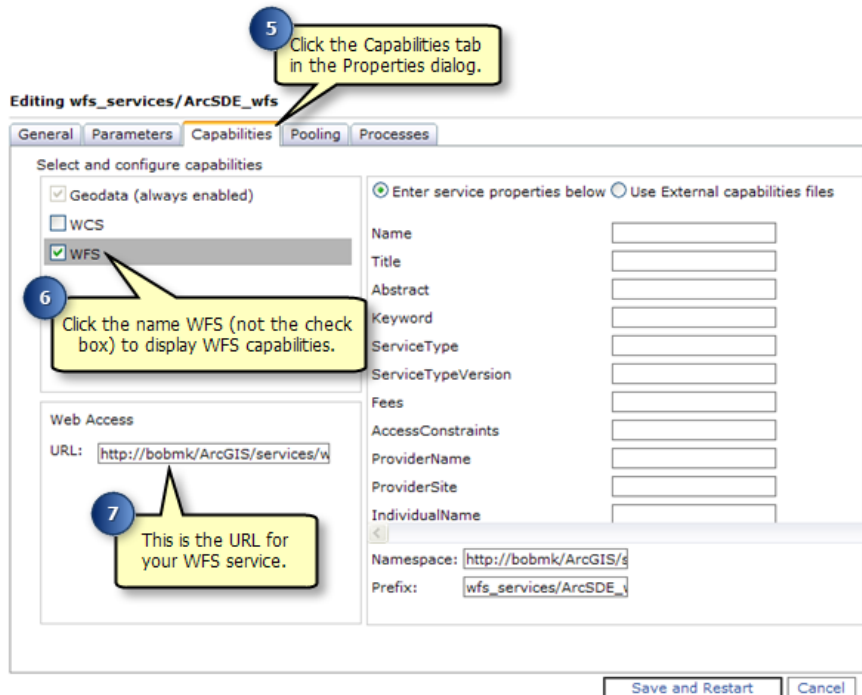 5
Click the Capabilities tab
in the Properties dialog.
Editing wfs_services/ArcSDE_wfs
General Parameters Capabilities Pooling Processes
Select and configure capabilities
Geodata (always enabled)
WCS
WFS
6
Click the name WFS (not the check
box) to display WFS capabilities.
Web Access
URL: http://bobmk/ArcGIS/services/w
7
This is the URL for
your WFS service.
Enter service properties below Use External capabilities files
Name
Title
Abstract
Keyword
ServiceType
ServiceTypeVersion
Fees
AccessConstraints
ProviderName
ProviderSite
IndividualName
Namespace: http://bobmk/ArcGIS/s
Prefix: wfs_services/ArcSDE_
Save and Restart Cancel